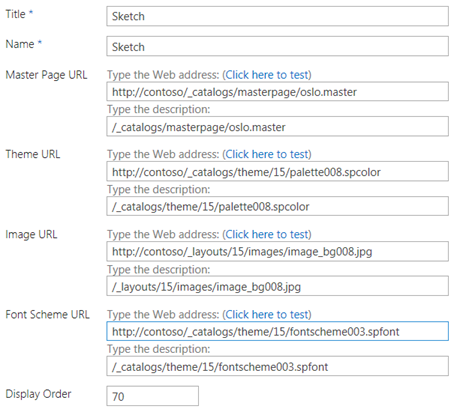 Title * Sketch
Name * Sketch
Master Page URL Type the Web address: (Click here to test)
http://contoso/_catalogs/masterpage/oslo.master
Type the description:
/_catalogs/masterpage/oslo.master
Theme URL Type the Web address: (Click here to test)
http://contoso/_catalogs/theme/15/palette008.spcolor
Type the description:
/_catalogs/theme/15/palette008.spcolor
Image URL Type the Web address: (Click here to test)
http://contoso/_layouts/15/images/image_bg008.jpg
Type the description:
/_layouts/15/images/image_bg008.jpg
Font Scheme URL Type the Web address: (Click here to test)
http://contoso/_catalogs/theme/15/fontscheme003.spfont
Type the description:
/_catalogs/theme/15/fontscheme003.spfont
Display Order 70